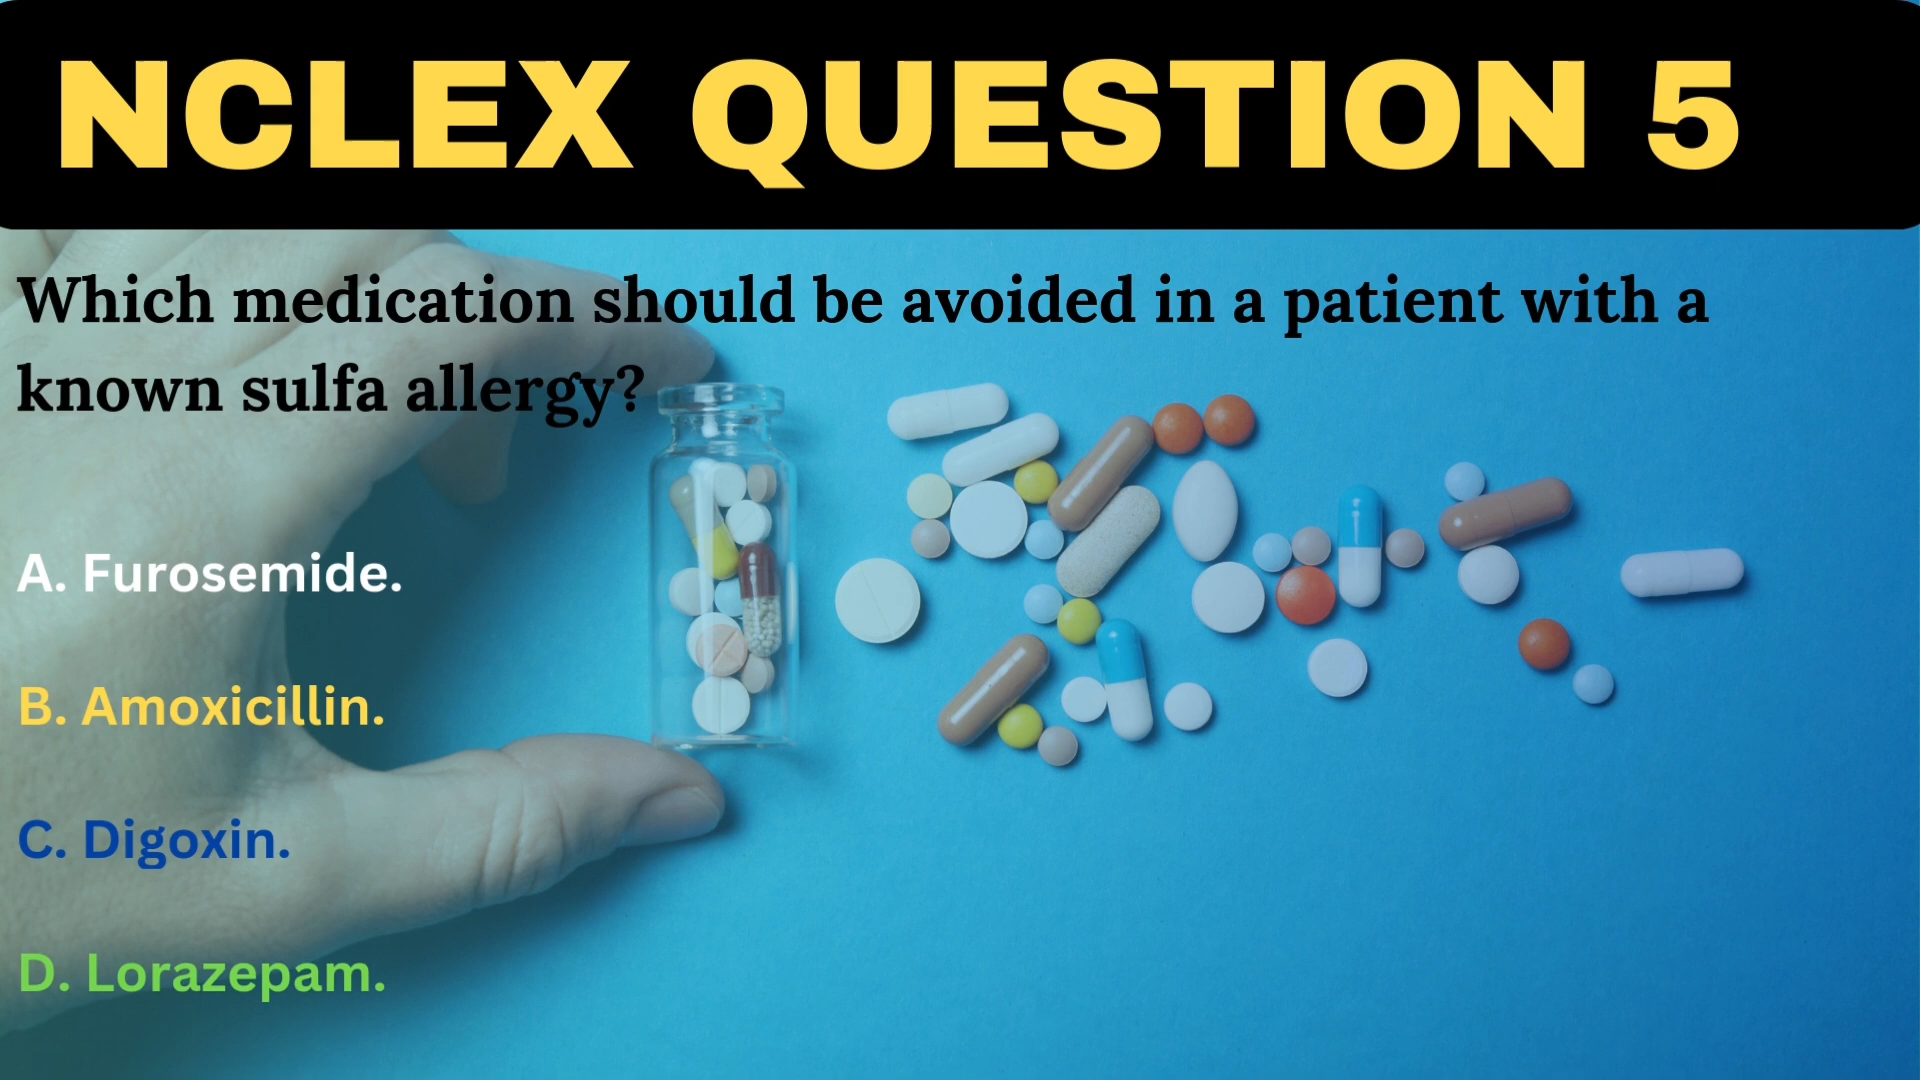 NCLEX QUESTION 5
Which medication should be avoided in a patient with a
known sulfa allergy?
A. Furosemide.
B. Amoxicillin.
C. Digoxin.
D. Lorazepam.